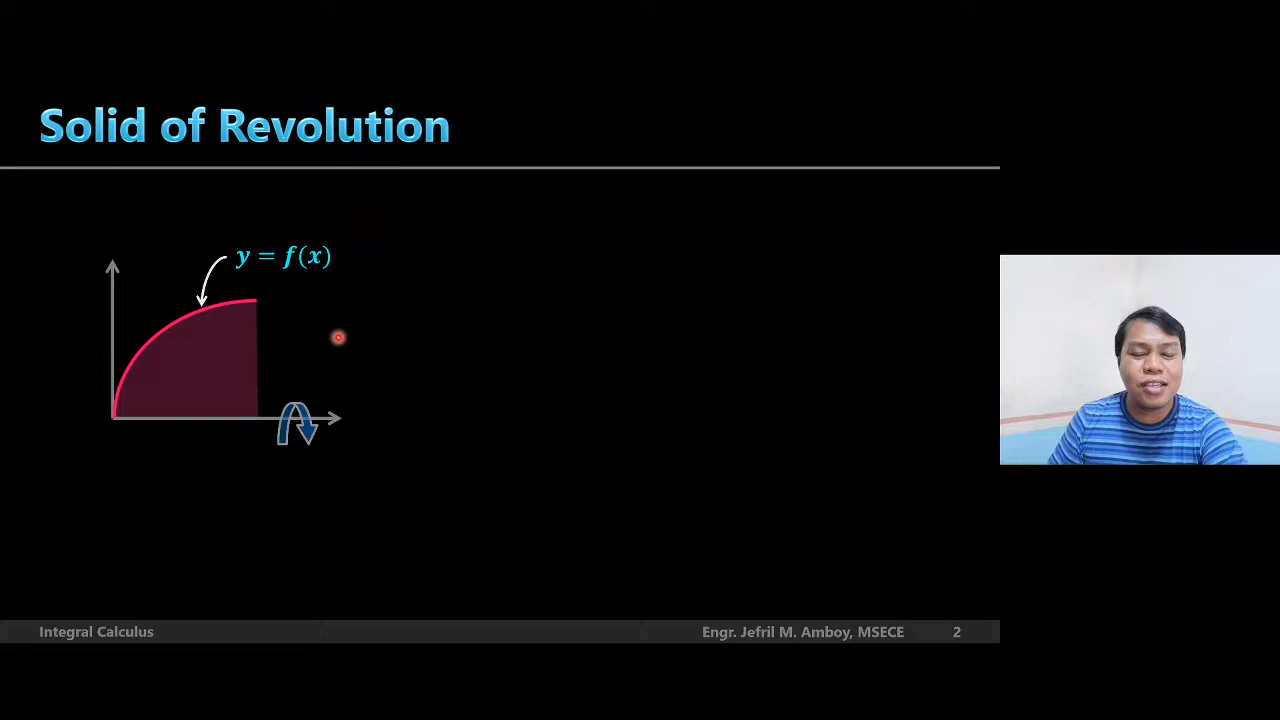 Solid of Revolution
y = f(x)
Integral Calculus
Engr. Jefril M. Amboy, MSECE 2